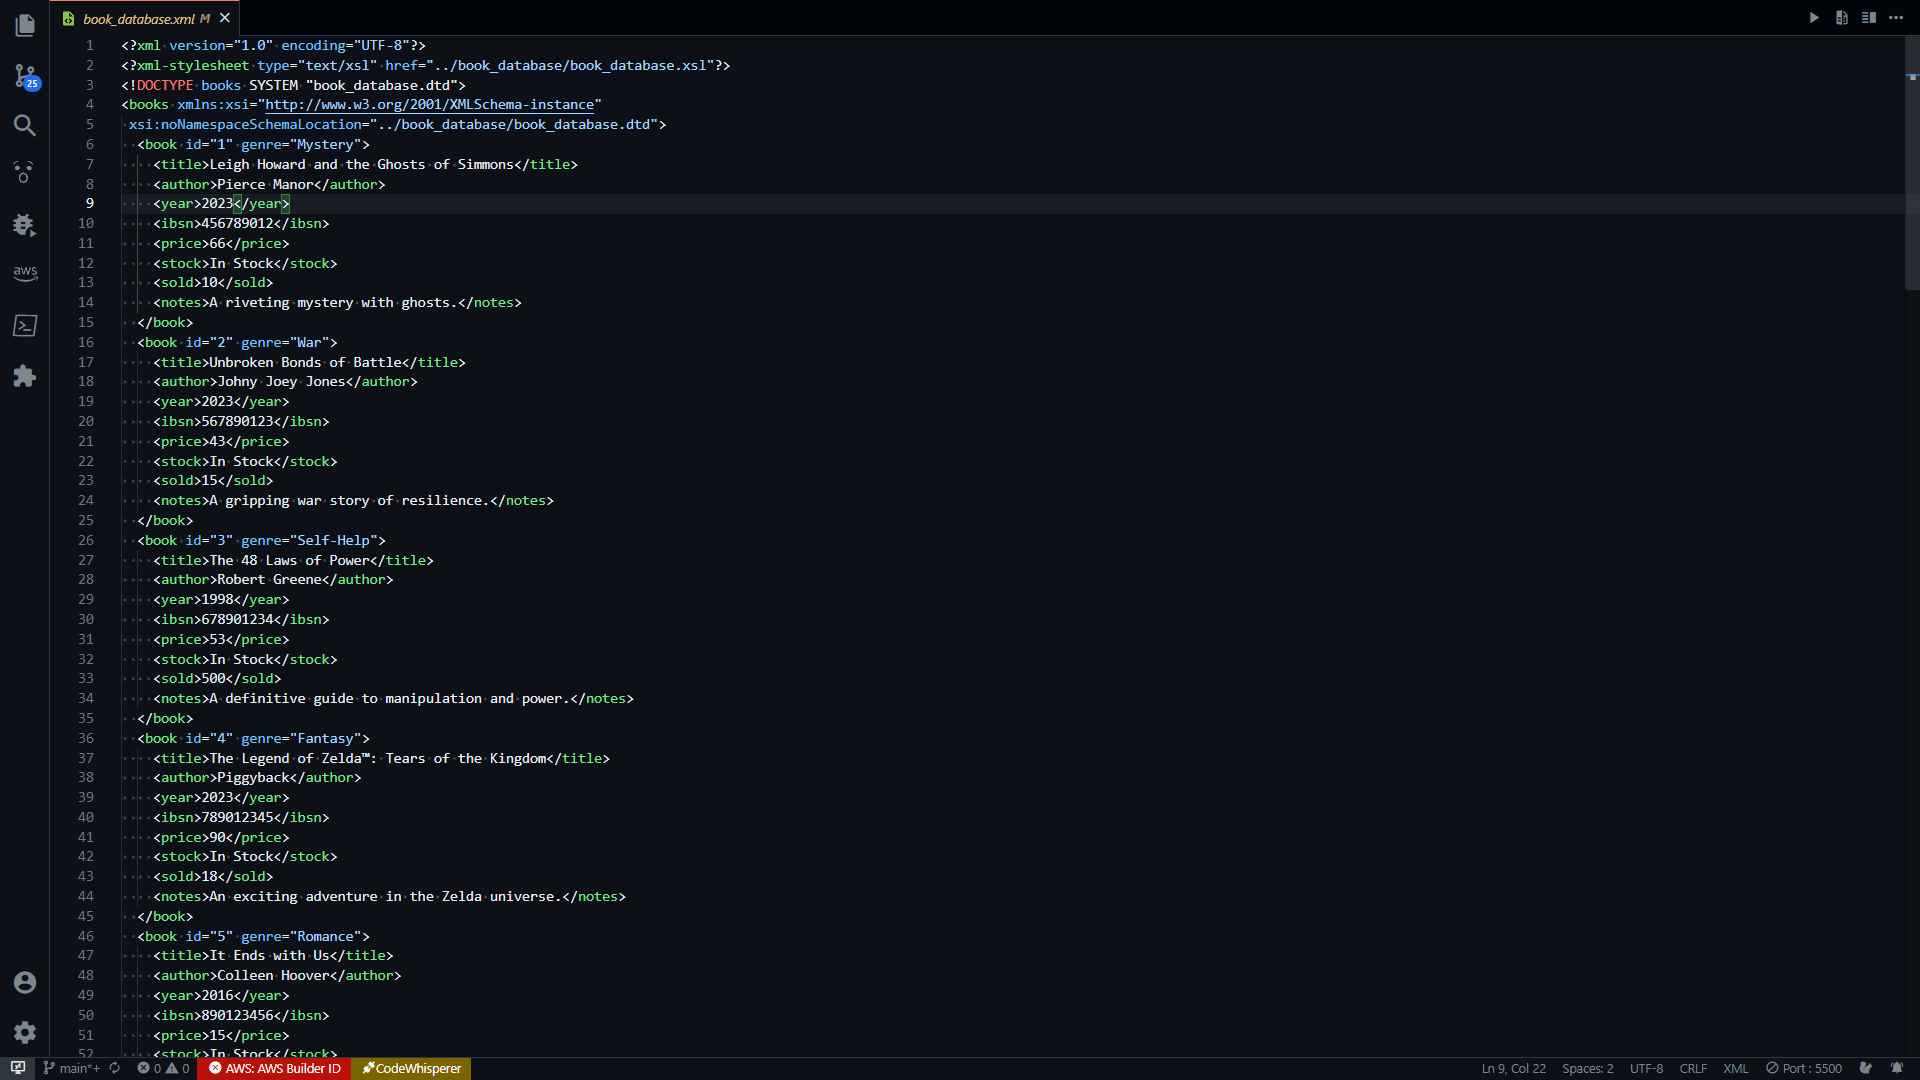 book_database.xml M
25
aws
1 <?xml version="1.0" encoding="UTF-8"?>
2 <?xml-stylesheet type="text/xsl" href="../book_database/book_database.xsl"?>
3 <!DOCTYPE books SYSTEM "book_database.dtd">
4 <books xmlns:xsi="http://www.w3.org/2001/XMLSchema-instance"
5 xsi:noNamespaceSchemaLocation="../book_database/book_database.dtd">
6 <book id="1" genre="Mystery">
7 <title>Leigh Howard and the Ghosts of Simmons</title>
8 <author>Pierce Manor</author>
9 <year>2023</year>
10 <ibsn>456789012</ibsn>
11 <price>66</price>
12 <stock>In Stock</stock>
13 <sold>10</sold>
14 <notes>A riveting mystery with ghosts.</notes>
15 </book>
16 <book id="2" genre="War">
17 <title>Unbroken Bonds of Battle</title>
18 <author>Johny Joey Jones</author>
19 <year>2023</year>
20 <ibsn>567890123</ibsn>
21 <price>43</price>
22 <stock>In Stock</stock>
23 <sold>15</sold>
24 <notes>A gripping war story of resilience.</notes>
25 </book>
26 <book id="3" genre="Self-Help">
27 <title>The 48 Laws of Power</title>
28 <author>Robert Greene</author>
29 <year>1998</year>
30 <ibsn>678901234</ibsn>
31 <price>53</price>
32 <stock>In Stock</stock>
33 <sold>500</sold>
34 <notes>A definitive guide to manipulation and power.</notes>
35 </book>
36 <book id="4" genre="Fantasy">
37 <title>The Legend of Zelda™: Tears of the Kingdom</title>
38 <author>Piggyback</author>
39 <year>2023</year>
40 <ibsn>789012345</ibsn>
41 <price>90</price>
42 <stock>In Stock</stock>
43 <sold>18</sold>
44 <notes>An exciting adventure in the Zelda universe.</notes>
45 </book>
46 <book id="5" genre="Romance">
47 <title>It Ends with Us</title>
48 <author>Colleen Hoover</author>
49 <year>2016</year>
50 <ibsn>890123456</ibsn>
51 <price>15</price>
52 <stock>In Stock</stock>
main*+ 0 0 AWS: AWS Builder ID CodeWhisperer Ln 9, Col 22 Spaces: 2 UTF-8 CRLF XML Port : 5500